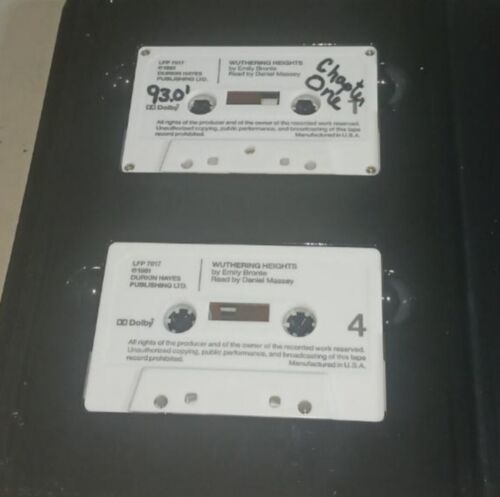 LFP 7017
℗1981
DURKIN HAYES
PUBLISHING LTD.
WUTHERING HEIGHTS
by Emily Bronte
Read by Daniel Massey
Chapter
One
93.0'
Dolby
All rights of the producer and of the owner of the recorded work reserved.
Unauthorized copying, public performance, and broadcasting of this tape
record prohibited.
Manufactured in U.S.A.
LFP 7017
℗1981
DURKIN HAYES
PUBLISHING LTD.
WUTHERING HEIGHTS
by Emily Bronte
Read by Daniel Massey
Dolby
4
All rights of the producer and of the owner of the recorded work reserved.
Unauthorized copying, public performance, and broadcasting of this tape
record prohibited.
Manufactured in U.S.A.